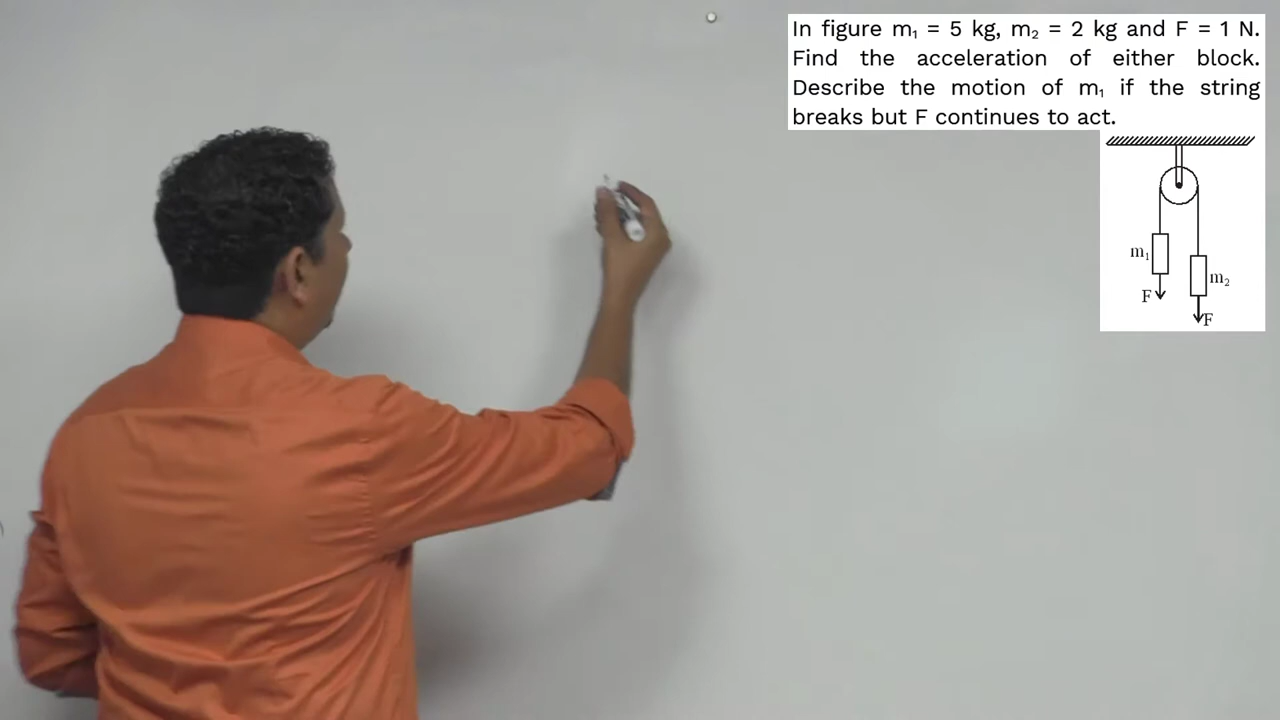 In figure m₁ = 5 kg, m₂ = 2 kg and F = 1 N.
Find the acceleration of either block.
Describe the motion of m₁ if the string
breaks but F continues to act.
m₁
m₂
F
F